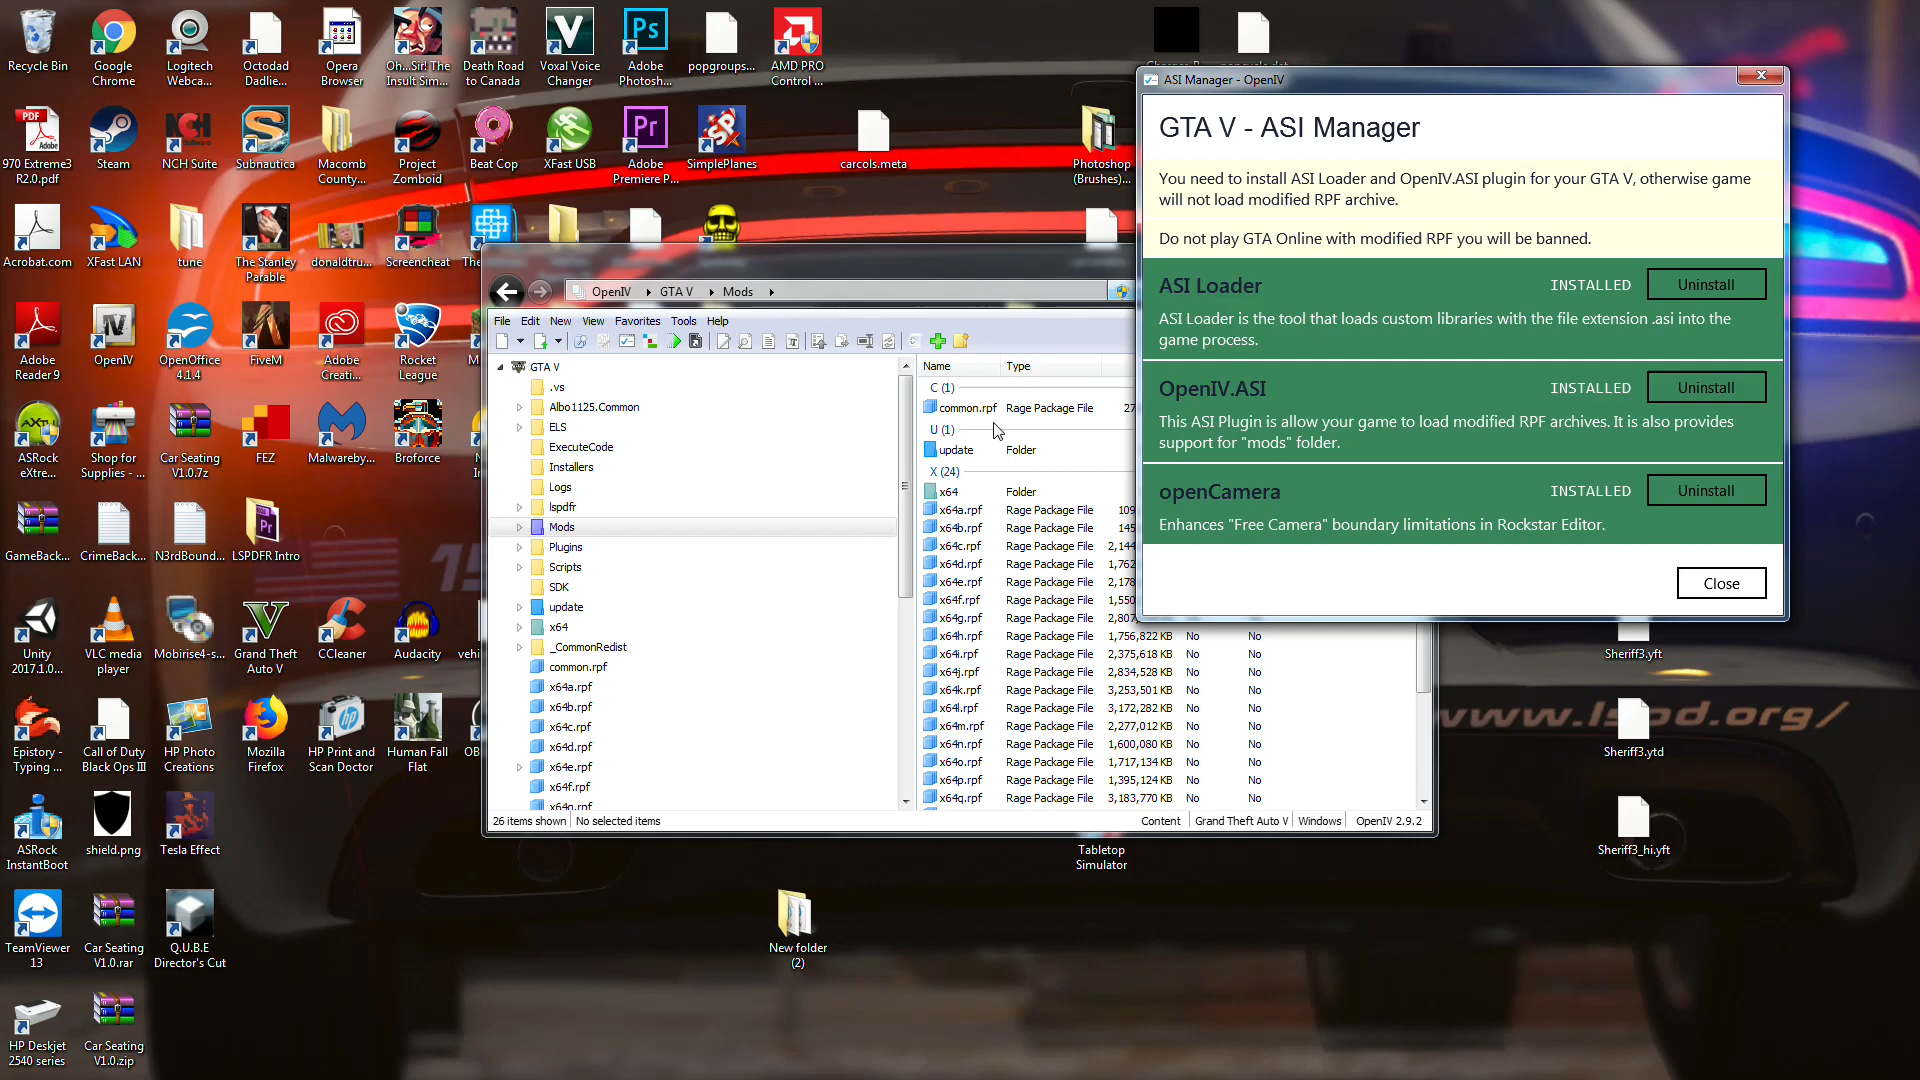 Recycle Bin
Google
Chrome
Logitech
Webca...
Octodad
Dadlie...
Opera
Browser
Oh...Sir! The
Insult Sim...
Death Road
to Canada
Voxal Voice
Changer
Adobe
Photosh...
popgroups...
AMD PRO
Control ...
970 Extreme3
R2.0.pdf
Steam
NCH Suite
Subnautica
Macomb
County...
Project
Zomboid
Beat Cop
XFast USB
Adobe
Premiere P...
SimplePlanes
carcols.meta
Photoshop
(Brushes)...
Acrobat.com
XFast LAN
tune
The Stanley
Parable
donaldtru...
Screencheat
Adobe
Reader 9
OpenIV
OpenOffice
4.1.4
FiveM
Adobe
Creati...
Rocket
League
ASRock
eXtre...
Shop for
Supplies - ...
Car Seating
V1.0.7z
FEZ
Malwareby...
Broforce
GameBack...
CrimeBack...
N3rdBound...
LSPDFR Intro
Unity
2017.1.0...
VLC media
player
Mobirise4-s...
Grand Theft
Auto V
CCleaner
Audacity
Epistory -
Typing ...
Call of Duty
Black Ops III
HP Photo
Creations
Mozilla
Firefox
HP Print and
Scan Doctor
Human Fall
Flat
ASRock
InstantBoot
shield.png
Tesla Effect
TeamViewer
13
Car Seating
V1.0.rar
Q.U.B.E
Director's Cut
HP Deskjet
2540 series
Car Seating
V1.0.zip
New folder
(2)
Tabletop
Simulator
Sheriff3.yft
Sheriff3.ytd
Sheriff3_hi.yft
www.lspd.org/
OpenIV
GTA V
Mods
File Edit New View Favorites Tools Help
GTA V
.vs
Albo1125.Common
ELS
ExecuteCode
Installers
Logs
lspdfr
Mods
Plugins
Scripts
SDK
update
x64
_CommonRedist
common.rpf
x64a.rpf
x64b.rpf
x64c.rpf
x64d.rpf
x64e.rpf
x64f.rpf
x64g.rpf
Name Type
C (1)
common.rpf Rage Package File 27
U (1)
update Folder
X (24)
x64 Folder
x64a.rpf Rage Package File 109
x64b.rpf Rage Package File 145
x64c.rpf Rage Package File 2,144
x64d.rpf Rage Package File 1,762
x64e.rpf Rage Package File 2,178
x64f.rpf Rage Package File 1,550
x64g.rpf Rage Package File 2,807
x64h.rpf Rage Package File 1,756,822 KB No No
x64i.rpf Rage Package File 2,375,618 KB No No
x64j.rpf Rage Package File 2,834,528 KB No No
x64k.rpf Rage Package File 3,253,501 KB No No
x64l.rpf Rage Package File 3,172,282 KB No No
x64m.rpf Rage Package File 2,277,012 KB No No
x64n.rpf Rage Package File 1,600,080 KB No No
x64o.rpf Rage Package File 1,717,134 KB No No
x64p.rpf Rage Package File 1,395,124 KB No No
x64q.rpf Rage Package File 3,183,770 KB No No
26 items shown No selected items
Content Grand Theft Auto V Windows OpenIV 2.9.2
ASI Manager - OpenIV
GTA V - ASI Manager
You need to install ASI Loader and OpenIV.ASI plugin for your GTA V, otherwise game
will not load modified RPF archive.
Do not play GTA Online with modified RPF you will be banned.
ASI Loader INSTALLED Uninstall
ASI Loader is the tool that loads custom libraries with the file extension .asi into the
game process.
OpenIV.ASI INSTALLED Uninstall
This ASI Plugin is allow your game to load modified RPF archives. It is also provides
support for "mods" folder.
openCamera INSTALLED Uninstall
Enhances "Free Camera" boundary limitations in Rockstar Editor.
Close